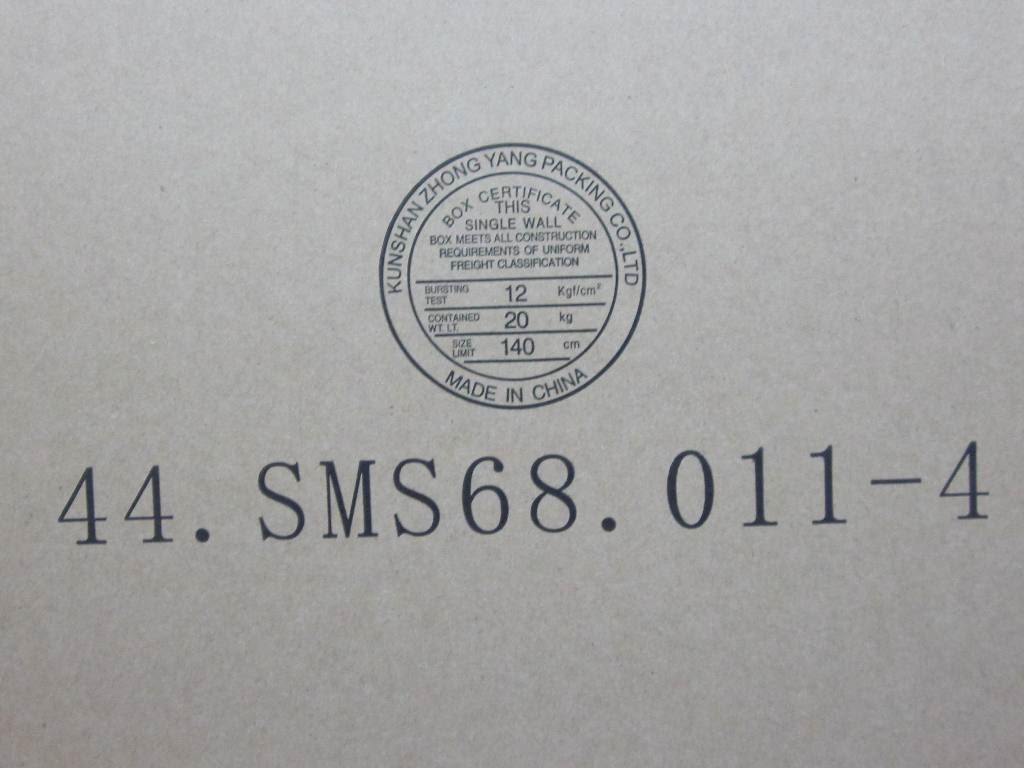 KUNSHAN ZHONG YANG PACKING CO.,LTD
BOX CERTIFICATE
THIS
SINGLE WALL
BOX MEETS ALL CONSTRUCTION
REQUIREMENTS OF UNIFORM
FREIGHT CLASSIFICATION
BURSTING TEST 12 Kgf/cm²
CONTAINED WT. LT. 20 kg
SIZE LIMIT 140 cm
MADE IN CHINA
44.SMS68.011-4